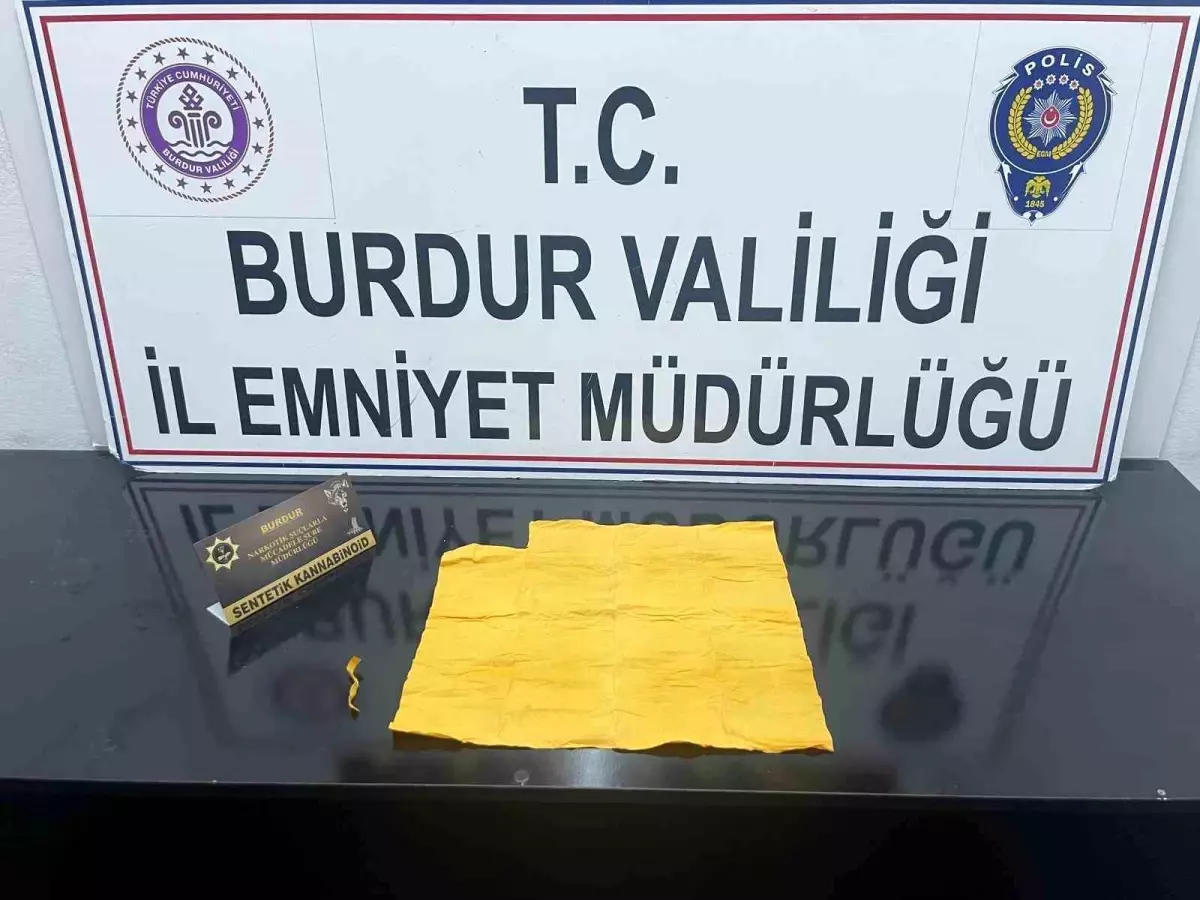 TÜRKİYE CUMHURİYETİ
BURDUR VALİLİĞİ
POLİS
EGM
1845
T.C.
BURDUR VALİLİĞİ
İL EMNİYET MÜDÜRLÜĞÜ
BURDUR
NARKOTİK SUÇLARLA
MÜCADELE ŞUBE
MÜDÜRLÜĞÜ
SENTETİK KANNABİNOİD